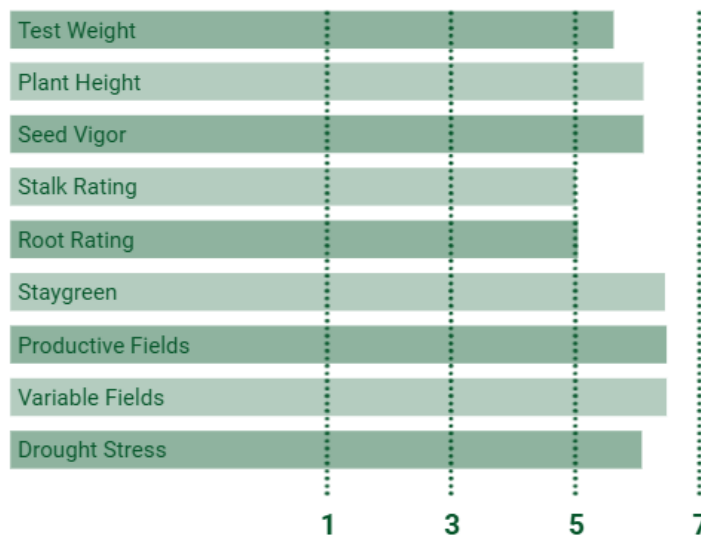 Test Weight
Plant Height
Seed Vigor
Stalk Rating
Root Rating
Staygreen
Productive Fields
Variable Fields
Drought Stress
1 3 5 7